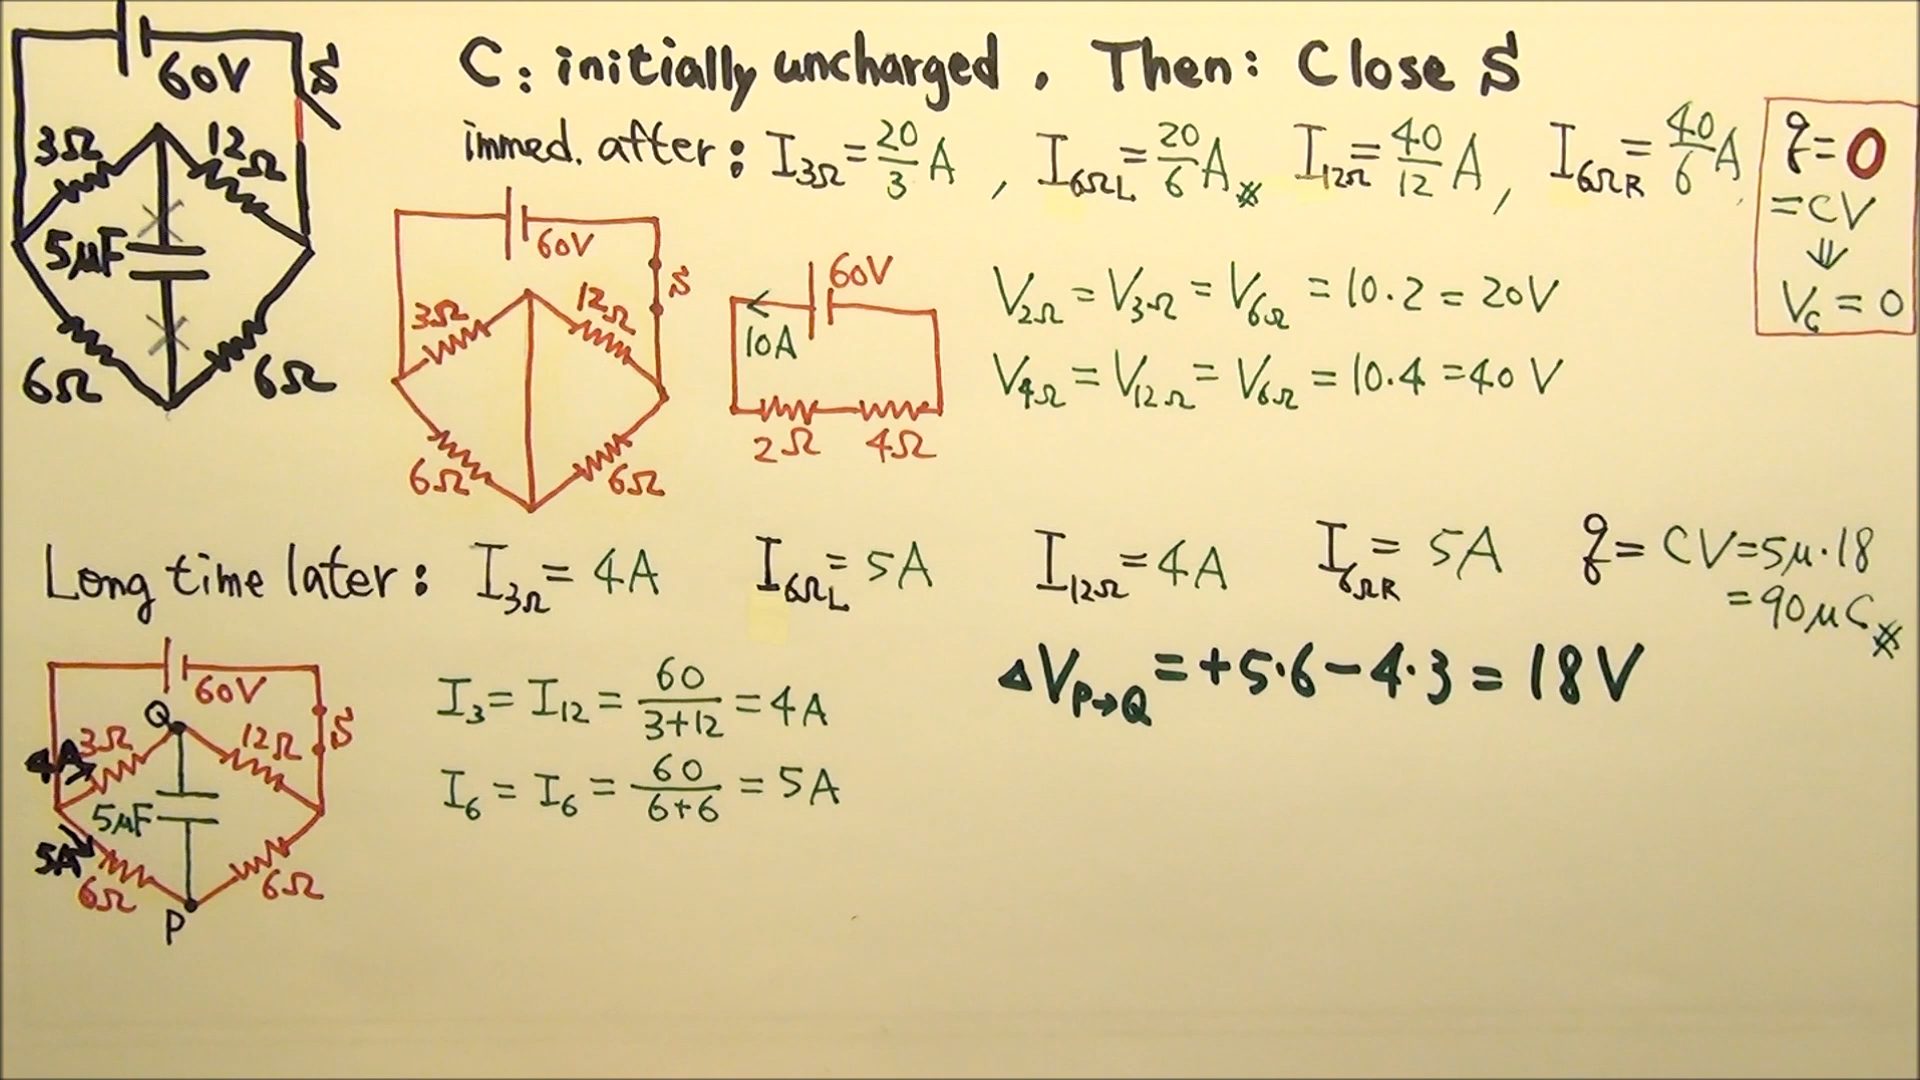 C: initially uncharged. Then: Close S
immed. after: I3Ω = 20/3 A, I6ΩL = 20/6 A, I12Ω = 40/12 A, I6ΩR = 40/6 A
q = 0
= CV
⇓
VC = 0
60V
S
3Ω
12Ω
5μF
6Ω
6Ω
60V
S
3Ω
12Ω
6Ω
6Ω
60V
10A
2Ω 4Ω
V2Ω = V3Ω = V6Ω = 10.2 = 20V
V4Ω = V12Ω = V6Ω = 10.4 = 40V
Long time later: I3Ω = 4A I6ΩL = 5A I12Ω = 4A I6ΩR = 5A q = CV = 5μ·18
= 90μC
60V
S
Q
3Ω
12Ω
4A
5μF
5A
6Ω
6Ω
P
I3 = I12 = 60/(3+12) = 4A
I6 = I6 = 60/(6+6) = 5A
ΔVP→Q = +5·6 − 4·3 = 18V